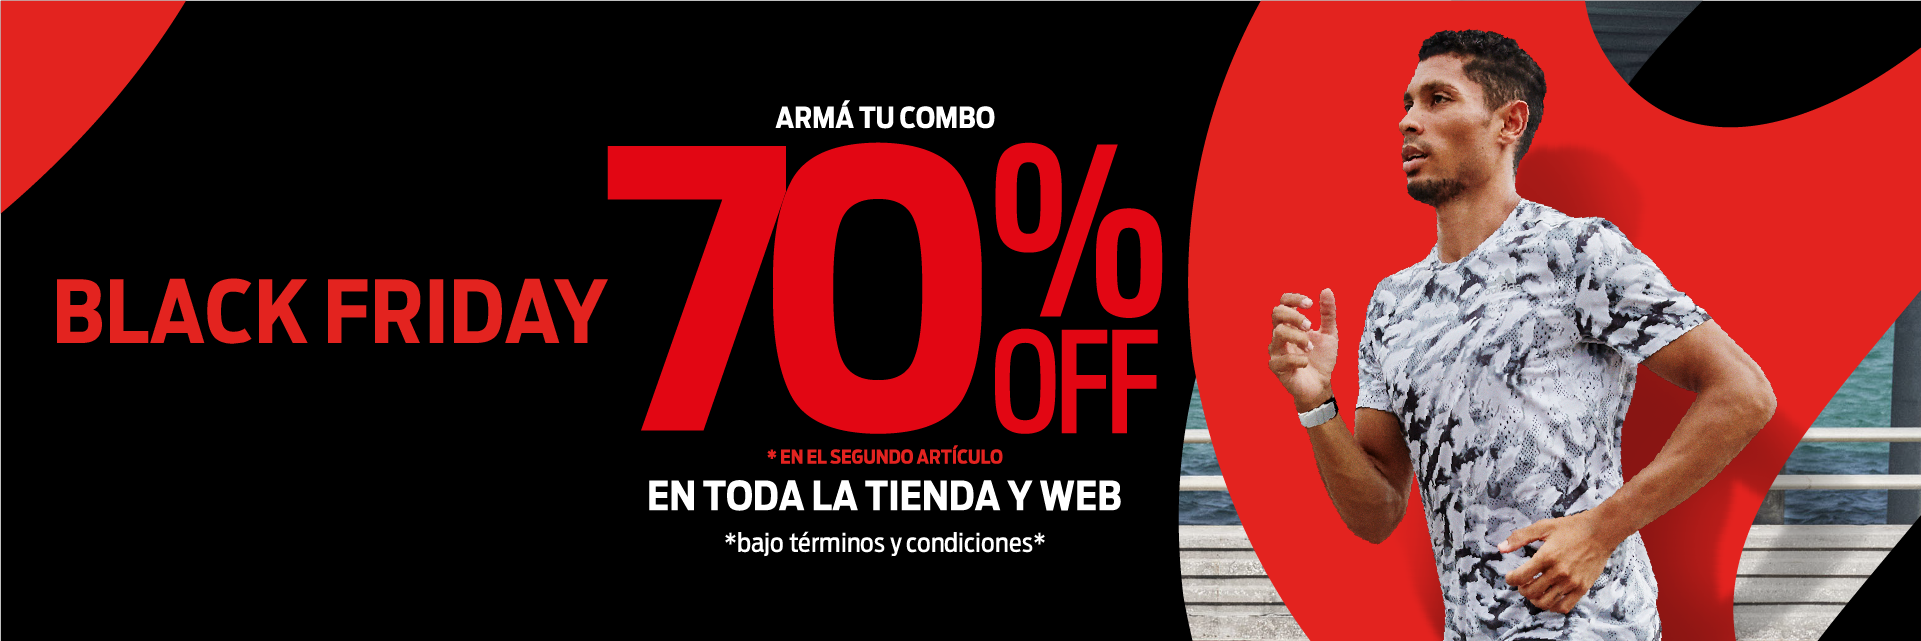 BLACK FRIDAY
ARMÁ TU COMBO
70%
OFF
* EN EL SEGUNDO ARTÍCULO
EN TODA LA TIENDA Y WEB
*bajo términos y condiciones*